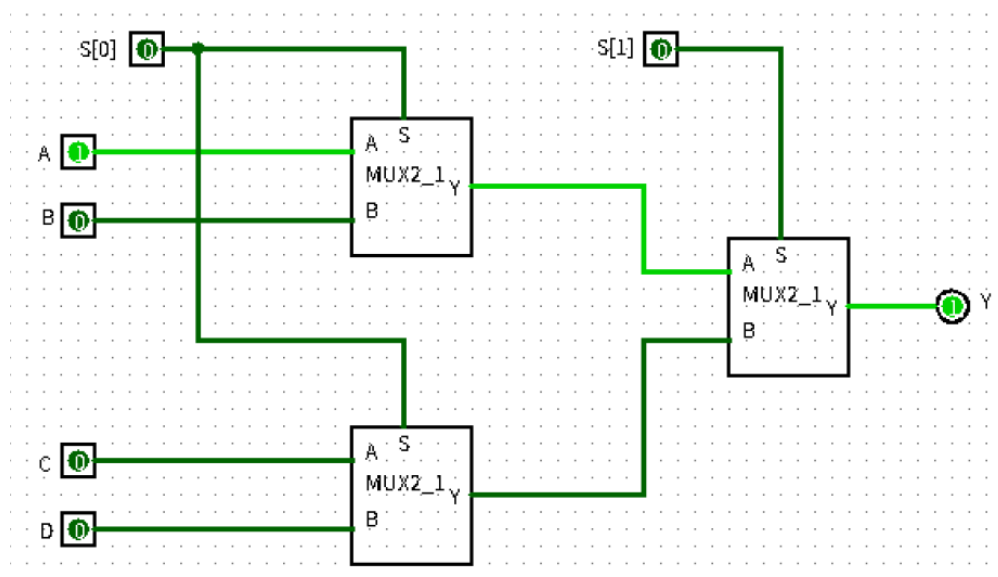 S[0] 0
S[1] 0
A 1
B 0
A S
MUX2_1 Y
B
A S
MUX2_1 Y
B
1 Y
C 0
D 0
A S
MUX2_1 Y
B